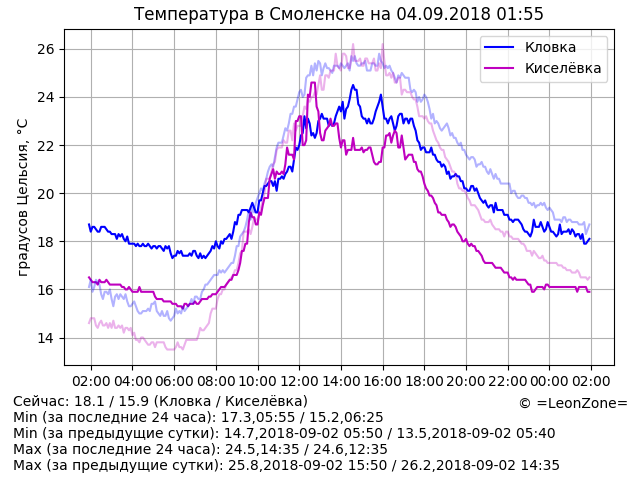 Температура в Смоленске на 04.09.2018 01:55
Кловка
Киселёвка
градусов Цельсия, °C
26
24
22
20
18
16
14
02:00 04:00 06:00 08:00 10:00 12:00 14:00 16:00 18:00 20:00 22:00 00:00 02:00
Сейчас: 18.1 / 15.9 (Кловка / Киселёвка)
© =LeonZone=
Min (за последние 24 часа): 17.3,05:55 / 15.2,06:25
Min (за предыдущие сутки): 14.7,2018-09-02 05:50 / 13.5,2018-09-02 05:40
Max (за последние 24 часа): 24.5,14:35 / 24.6,12:35
Max (за предыдущие сутки): 25.8,2018-09-02 15:50 / 26.2,2018-09-02 14:35